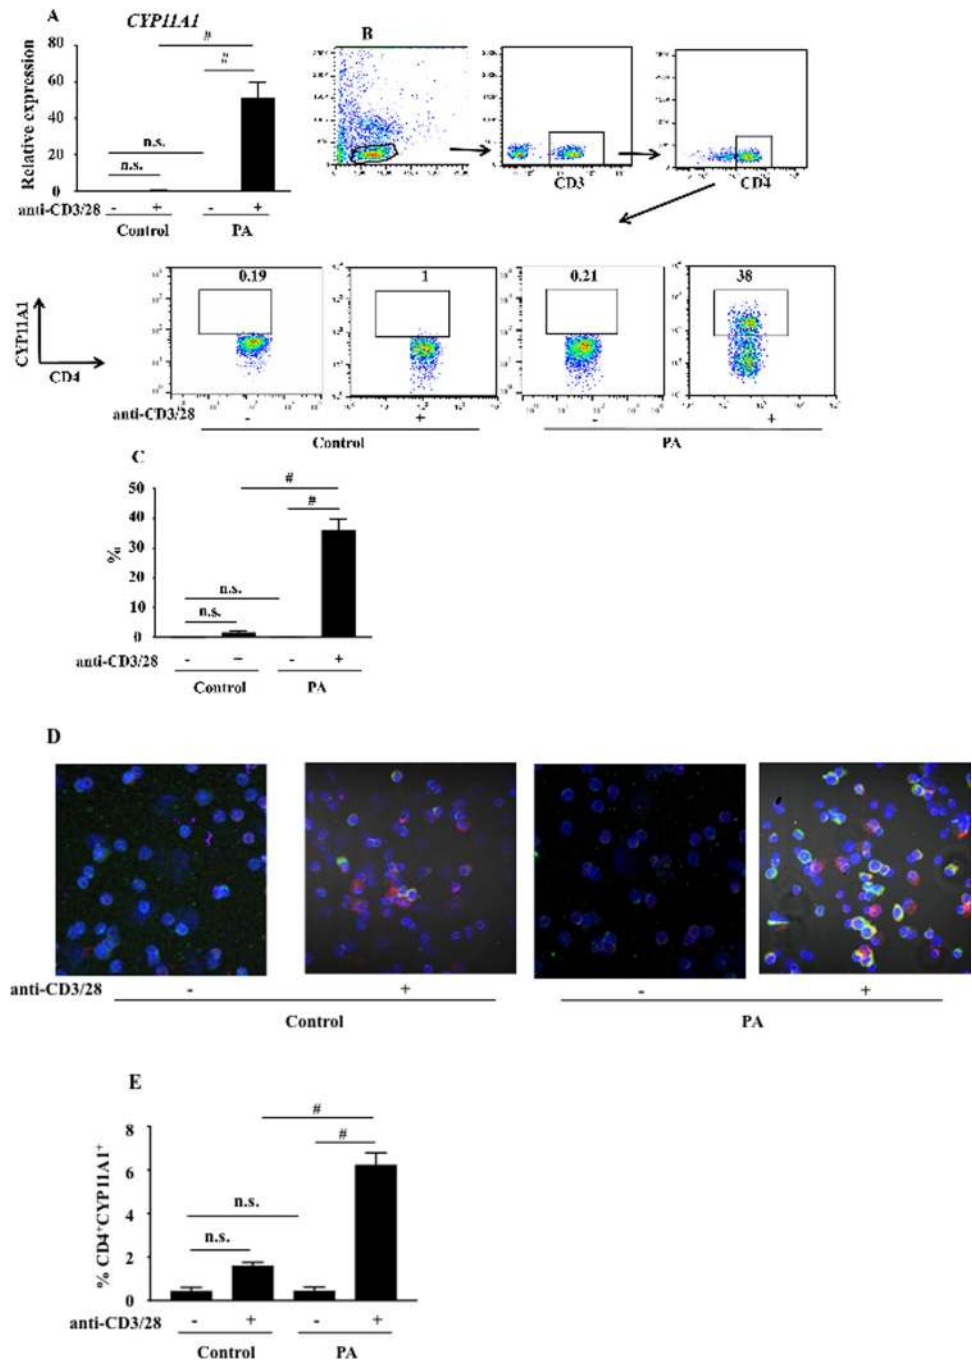 A
CYP11A1
#
#
80
60
40
20
0
Relative expression
n.s.
n.s.
anti-CD3/28 - + - +
Control PA
B
CD3
CD4
0.19 1 0.21 38
CYP11A1
CD4
anti-CD3/28 - + - +
Control PA
C
#
#
50
40
30
20
10
0
%
n.s.
n.s.
anti-CD3/28 - + - +
Control PA
D
anti-CD3/28 - + - +
Control PA
E
#
#
8
6
4
2
0
% CD4⁺CYP11A1⁺
n.s.
n.s.
anti-CD3/28 - + - +
Control PA